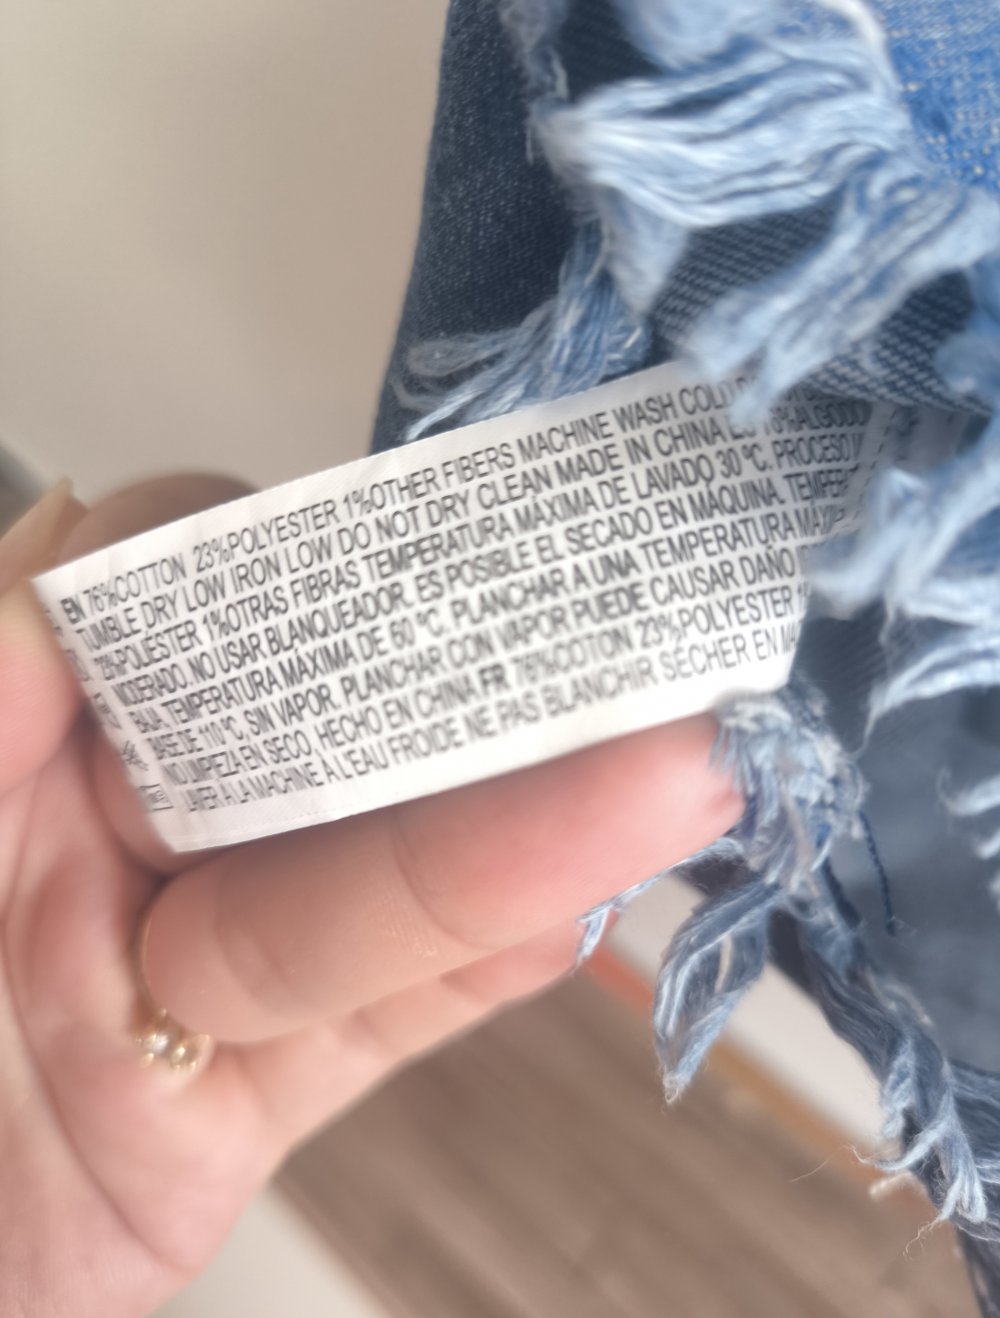 EN 76%COTTON 23%POLYESTER 1%OTHER FIBERS MACHINE WASH COLD
TUMBLE DRY LOW IRON LOW DO NOT DRY CLEAN MADE IN CHINA ES 76%ALGODÓN
23%POLIÉSTER 1%OTRAS FIBRAS TEMPERATURA MÁXIMA DE LAVADO 30 °C. PROCESO
MODERADO. NO USAR BLANQUEADOR. ES POSIBLE EL SECADO EN MÁQUINA.
BAJA TEMPERATURA MÁXIMA DE 60 °C. PLANCHAR A UNA TEMPERATURA
BASE DE 110 °C, SIN VAPOR. PLANCHAR CON VAPOR PUEDE CAUSAR DAÑO
NO LIMPIEZA EN SECO, HECHO EN CHINA FR 76%COTON 23%POLYESTER
LAVER A LA MACHINE À L'EAU FROIDE NE PAS BLANCHIR SÉCHER EN